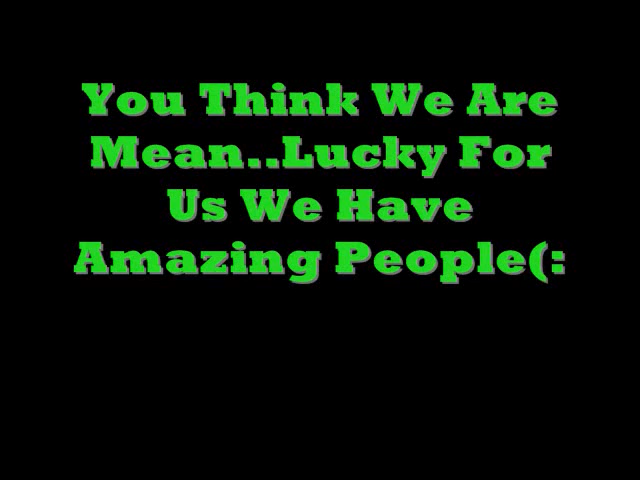 You Think We Are
Mean..Lucky For
Us We Have
Amazing People(: